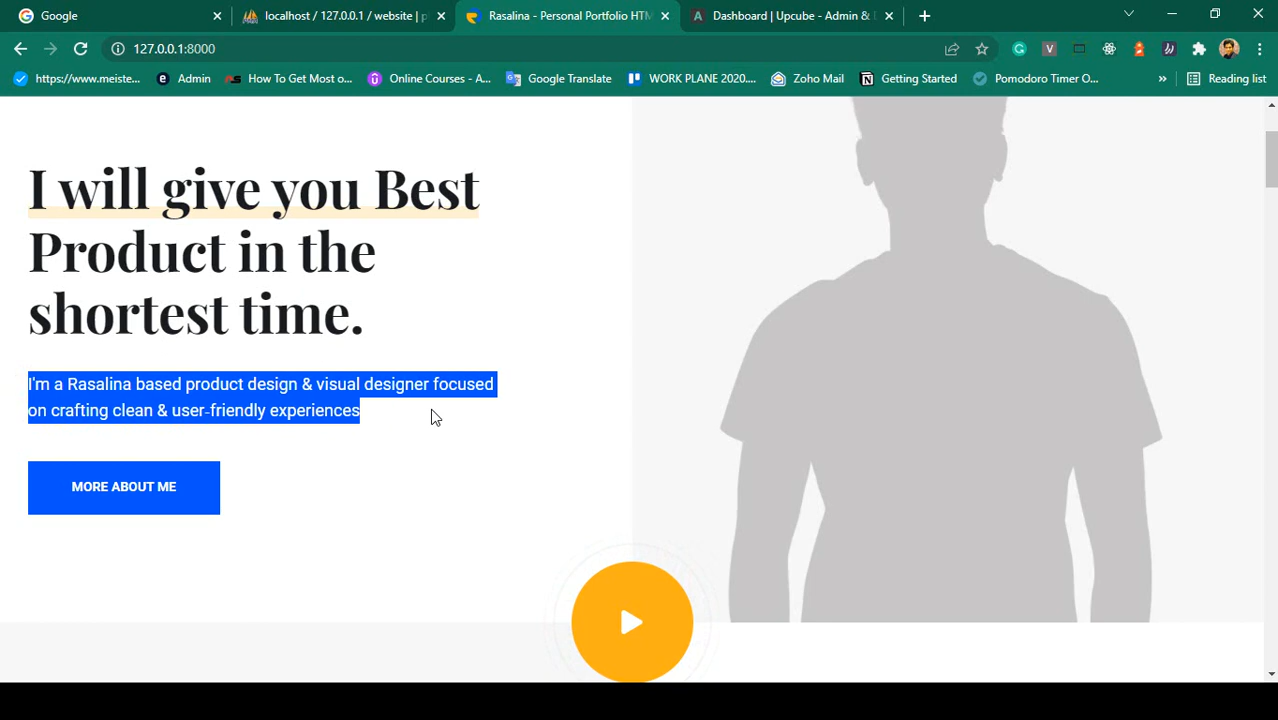 Google
localhost / 127.0.0.1 / website | p
Rasalina - Personal Portfolio HTM
Dashboard | Upcube - Admin &
127.0.0.1:8000
https://www.meiste...
Admin
How To Get Most o...
Online Courses - A...
Google Translate
WORK PLANE 2020....
Zoho Mail
Getting Started
Pomodoro Timer O...
»
Reading list
I will give you Best
Product in the
shortest time.
I'm a Rasalina based product design & visual designer focused
on crafting clean & user-friendly experiences
MORE ABOUT ME